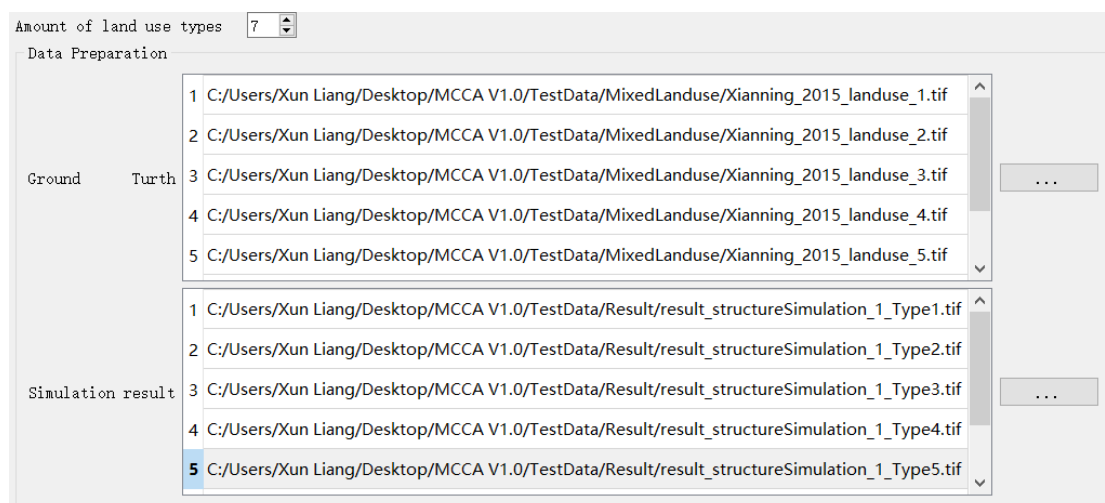 Amount of land use types 7
Data Preparation
1 C:/Users/Xun Liang/Desktop/MCCA V1.0/TestData/MixedLanduse/Xianning_2015_landuse_1.tif
2 C:/Users/Xun Liang/Desktop/MCCA V1.0/TestData/MixedLanduse/Xianning_2015_landuse_2.tif
Ground Turth 3 C:/Users/Xun Liang/Desktop/MCCA V1.0/TestData/MixedLanduse/Xianning_2015_landuse_3.tif ...
4 C:/Users/Xun Liang/Desktop/MCCA V1.0/TestData/MixedLanduse/Xianning_2015_landuse_4.tif
5 C:/Users/Xun Liang/Desktop/MCCA V1.0/TestData/MixedLanduse/Xianning_2015_landuse_5.tif
1 C:/Users/Xun Liang/Desktop/MCCA V1.0/TestData/Result/result_structureSimulation_1_Type1.tif
2 C:/Users/Xun Liang/Desktop/MCCA V1.0/TestData/Result/result_structureSimulation_1_Type2.tif
Simulation result 3 C:/Users/Xun Liang/Desktop/MCCA V1.0/TestData/Result/result_structureSimulation_1_Type3.tif ...
4 C:/Users/Xun Liang/Desktop/MCCA V1.0/TestData/Result/result_structureSimulation_1_Type4.tif
5 C:/Users/Xun Liang/Desktop/MCCA V1.0/TestData/Result/result_structureSimulation_1_Type5.tif